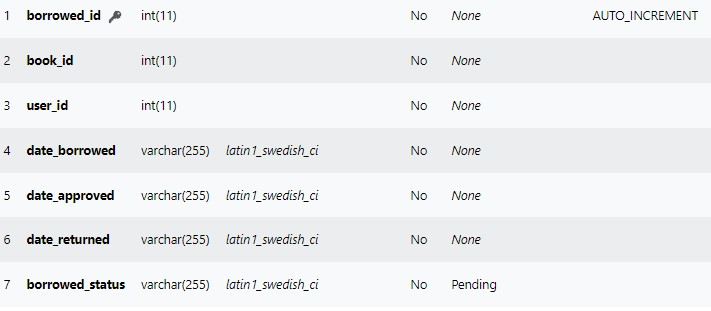 1 borrowed_id int(11) No None AUTO_INCREMENT
2 book_id int(11) No None
3 user_id int(11) No None
4 date_borrowed varchar(255) latin1_swedish_ci No None
5 date_approved varchar(255) latin1_swedish_ci No None
6 date_returned varchar(255) latin1_swedish_ci No None
7 borrowed_status varchar(255) latin1_swedish_ci No Pending